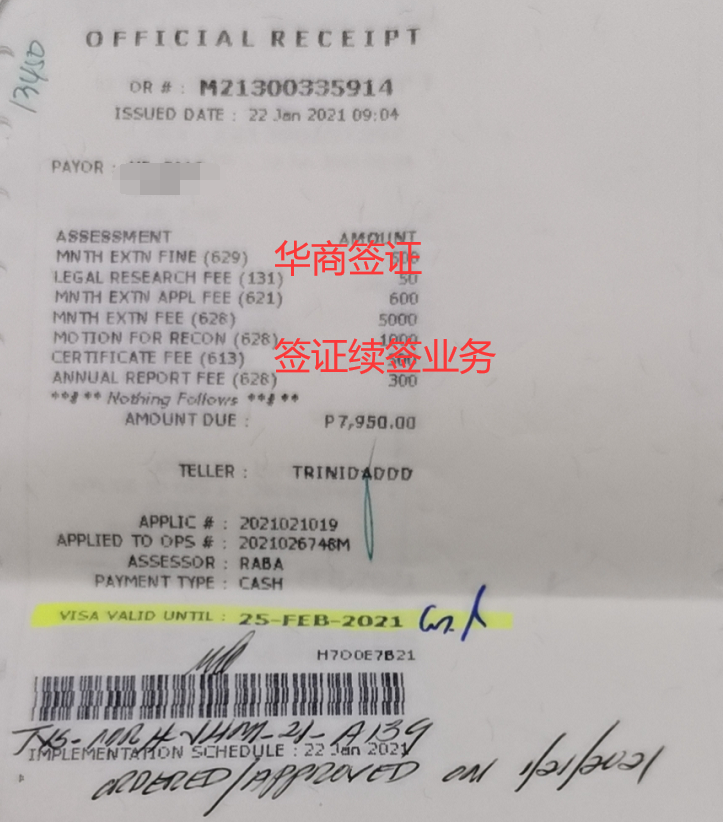 OFFICIAL RECEIPT
13450
OR # : M21300335914
ISSUED DATE : 22 Jan 2021 09:04
PAYOR :
ASSESSMENT AMOUNT
MNTH EXTN FINE (629)
华商签证
LEGAL RESEARCH FEE (131) 50
MNTH EXTN APPL FEE (621) 600
MNTH EXTN FEE (628) 5000
MOTION FOR RECON (628) 1000
签证续签业务
CERTIFICATE FEE (613)
ANNUAL REPORT FEE (628) 300
**#** Nothing Follows **#**
AMOUNT DUE : P7,950.00
TELLER : TRINIDADDD
APPLIC # : 2021021019
APPLIED TO OPS # : 2021026748M
ASSESSOR : RABA
PAYMENT TYPE : CASH
VISA VALID UNTIL : 25-FEB-2021
H7O0E7B21
IMPLEMENTATION SCHEDULE : 22 Jan 2021
ORDERED/APPROVED ON 1/21/2021